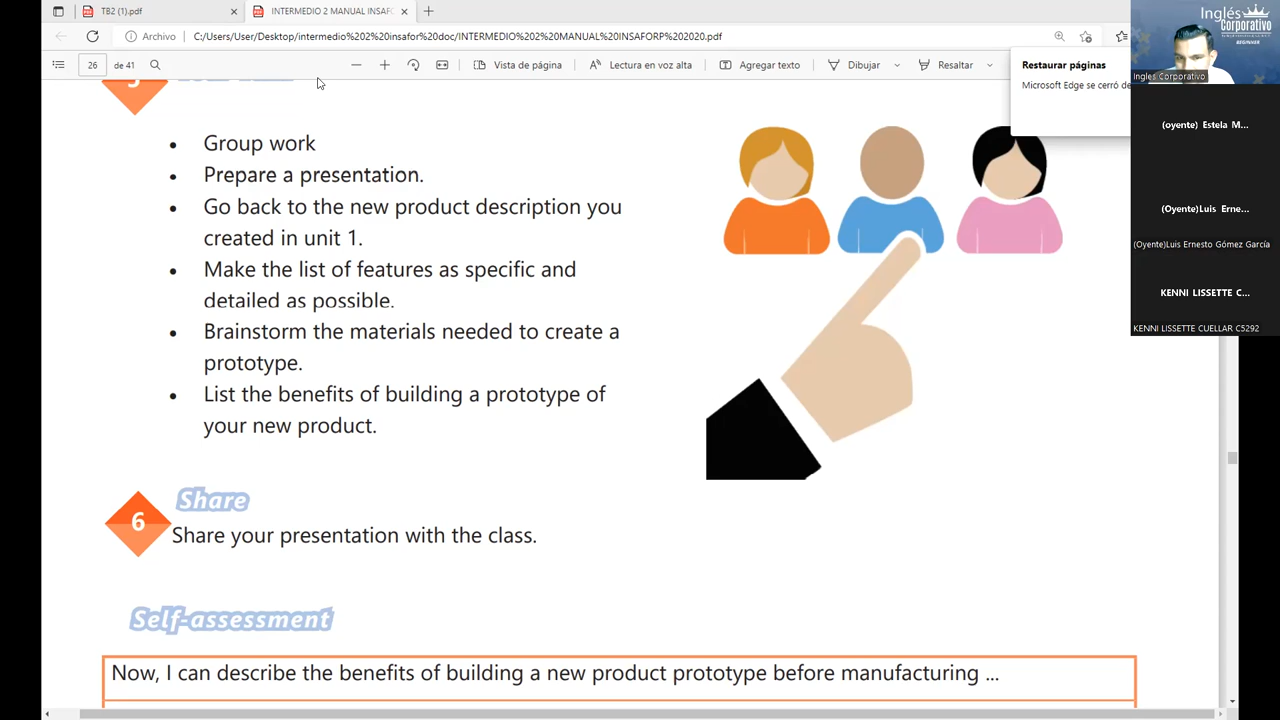 TB2 (1).pdf
INTERMEDIO 2 MANUAL INSAFO
Archivo
C:/Users/User/Desktop/intermedio%202%20insafor%20doc/INTERMEDIO%202%20MANUAL%20INSAFORP%202020.pdf
26 de 41
Vista de página
Lectura en voz alta
Agregar texto
Dibujar
Resaltar
Restaurar páginas
Microsoft Edge se cerró de
• Group work
• Prepare a presentation.
• Go back to the new product description you
created in unit 1.
• Make the list of features as specific and
detailed as possible.
• Brainstorm the materials needed to create a
prototype.
• List the benefits of building a prototype of
your new product.
6
Share
Share your presentation with the class.
Self-assessment
Now, I can describe the benefits of building a new product prototype before manufacturing ...
Inglés
Corporativo
BEGINNER
Ingles Corporativo
(oyente) Estela M...
(Oyente)Luis Erne...
(Oyente)Luis Ernesto Gómez García
KENNI LISSETTE C...
KENNI LISSETTE CUELLAR C5292